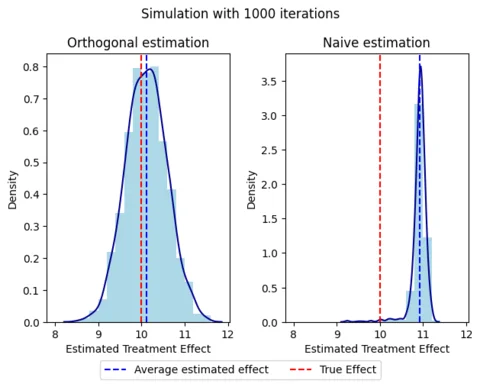 Simulation with 1000 iterations
Orthogonal estimation
Naive estimation
0.8
0.7
0.6
0.5
0.4
0.3
0.2
0.1
0.0
Density
8 9 10 11 12
Estimated Treatment Effect
3.5
3.0
2.5
2.0
1.5
1.0
0.5
0.0
Density
8 9 10 11 12
Estimated Treatment Effect
Average estimated effect
True Effect